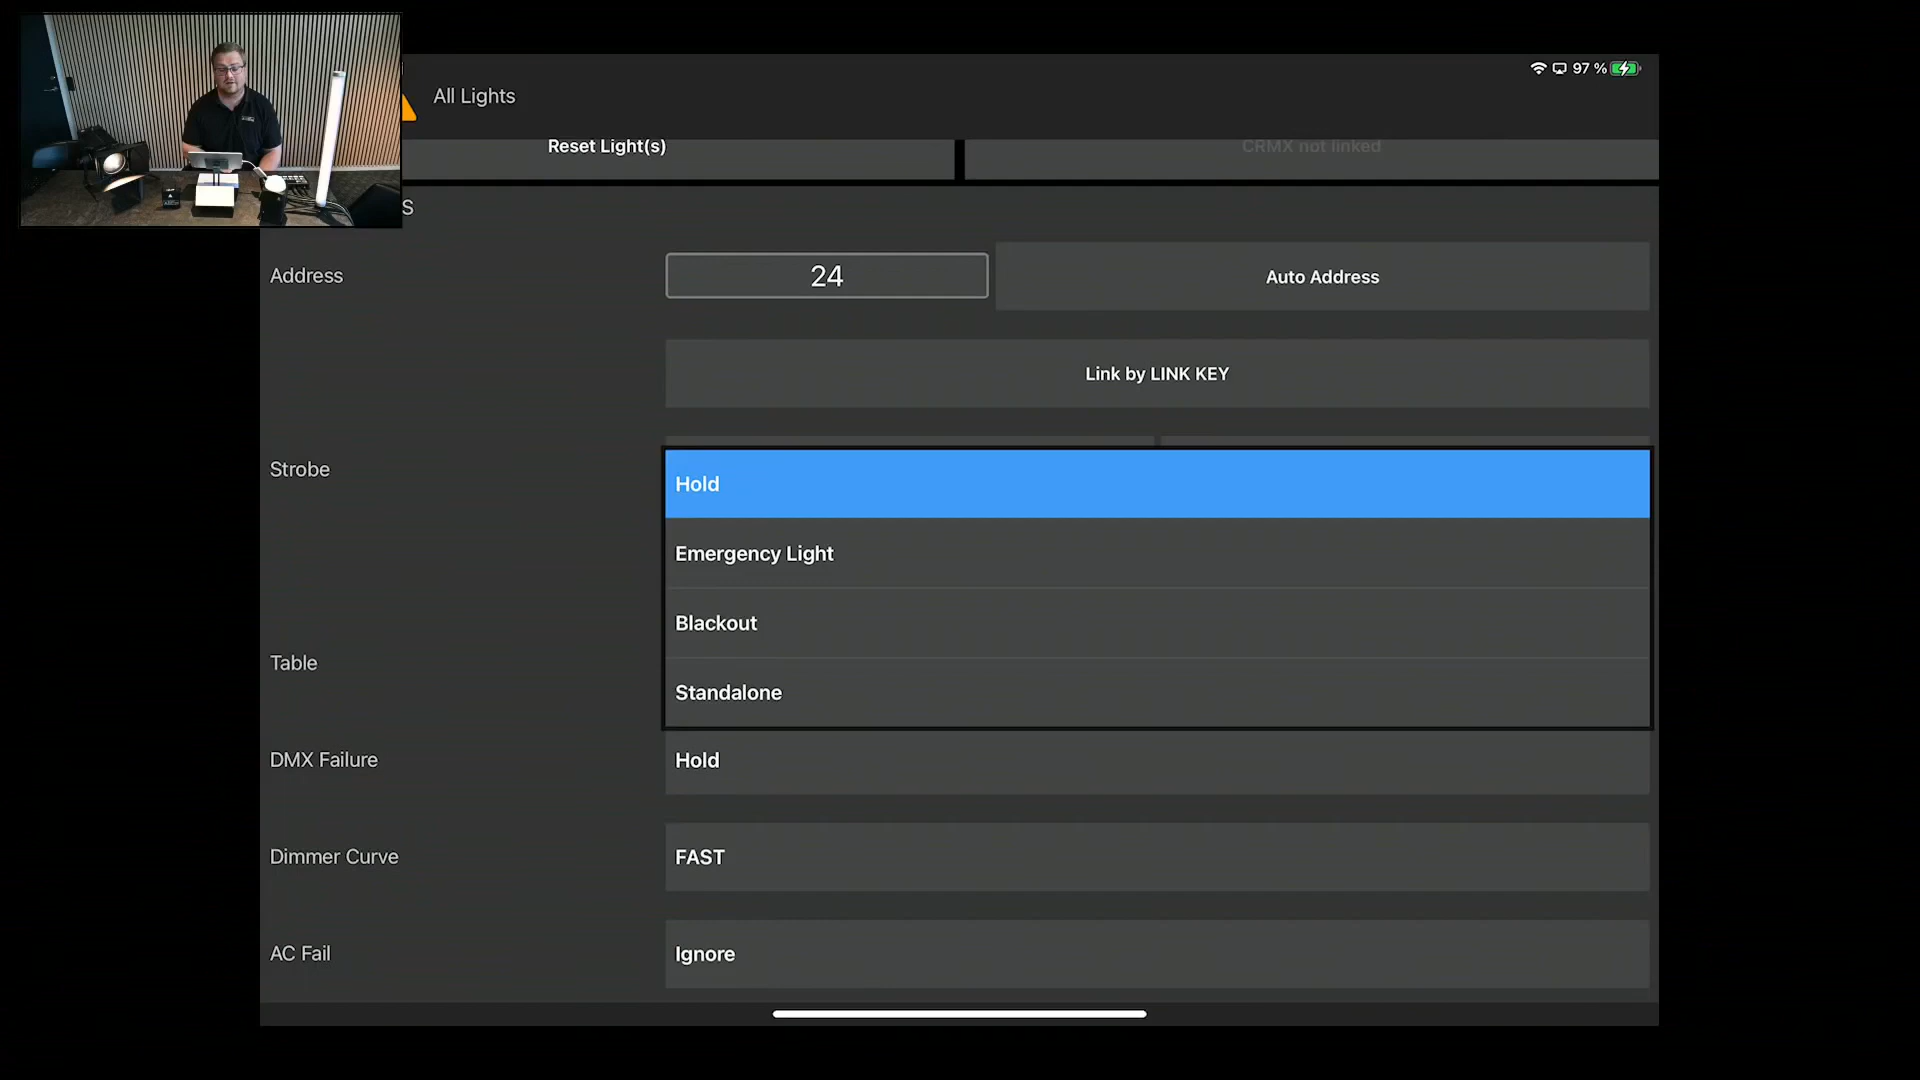 97 %
All Lights
Reset Light(s)
CRMX not linked
S
Address
24
Auto Address
Link by LINK KEY
Strobe
Hold
Emergency Light
Blackout
Standalone
Table
DMX Failure
Hold
Dimmer Curve
FAST
AC Fail
Ignore